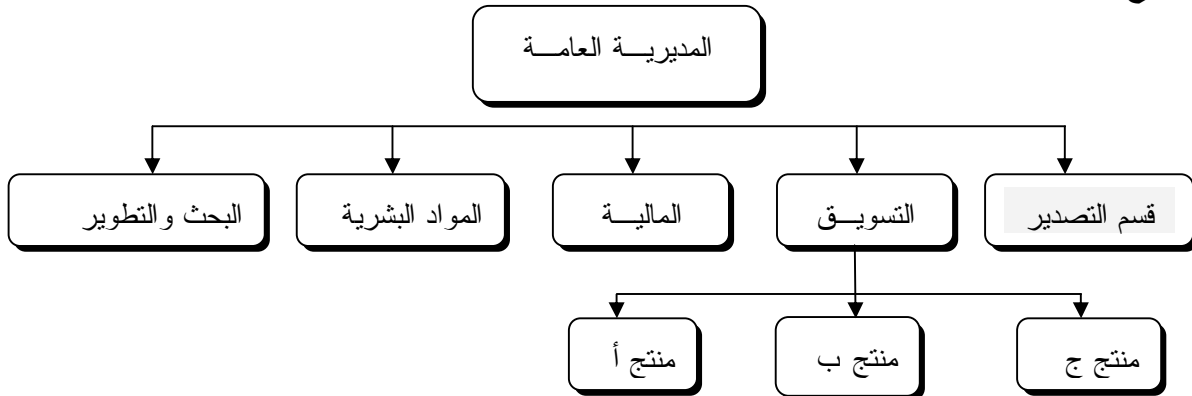 المديريـــة العامـــة
قسم التصدير
التسويـــق
الماليـــة
المواد البشرية
البحث والتطوير
منتج ج
منتج ب
منتج أ